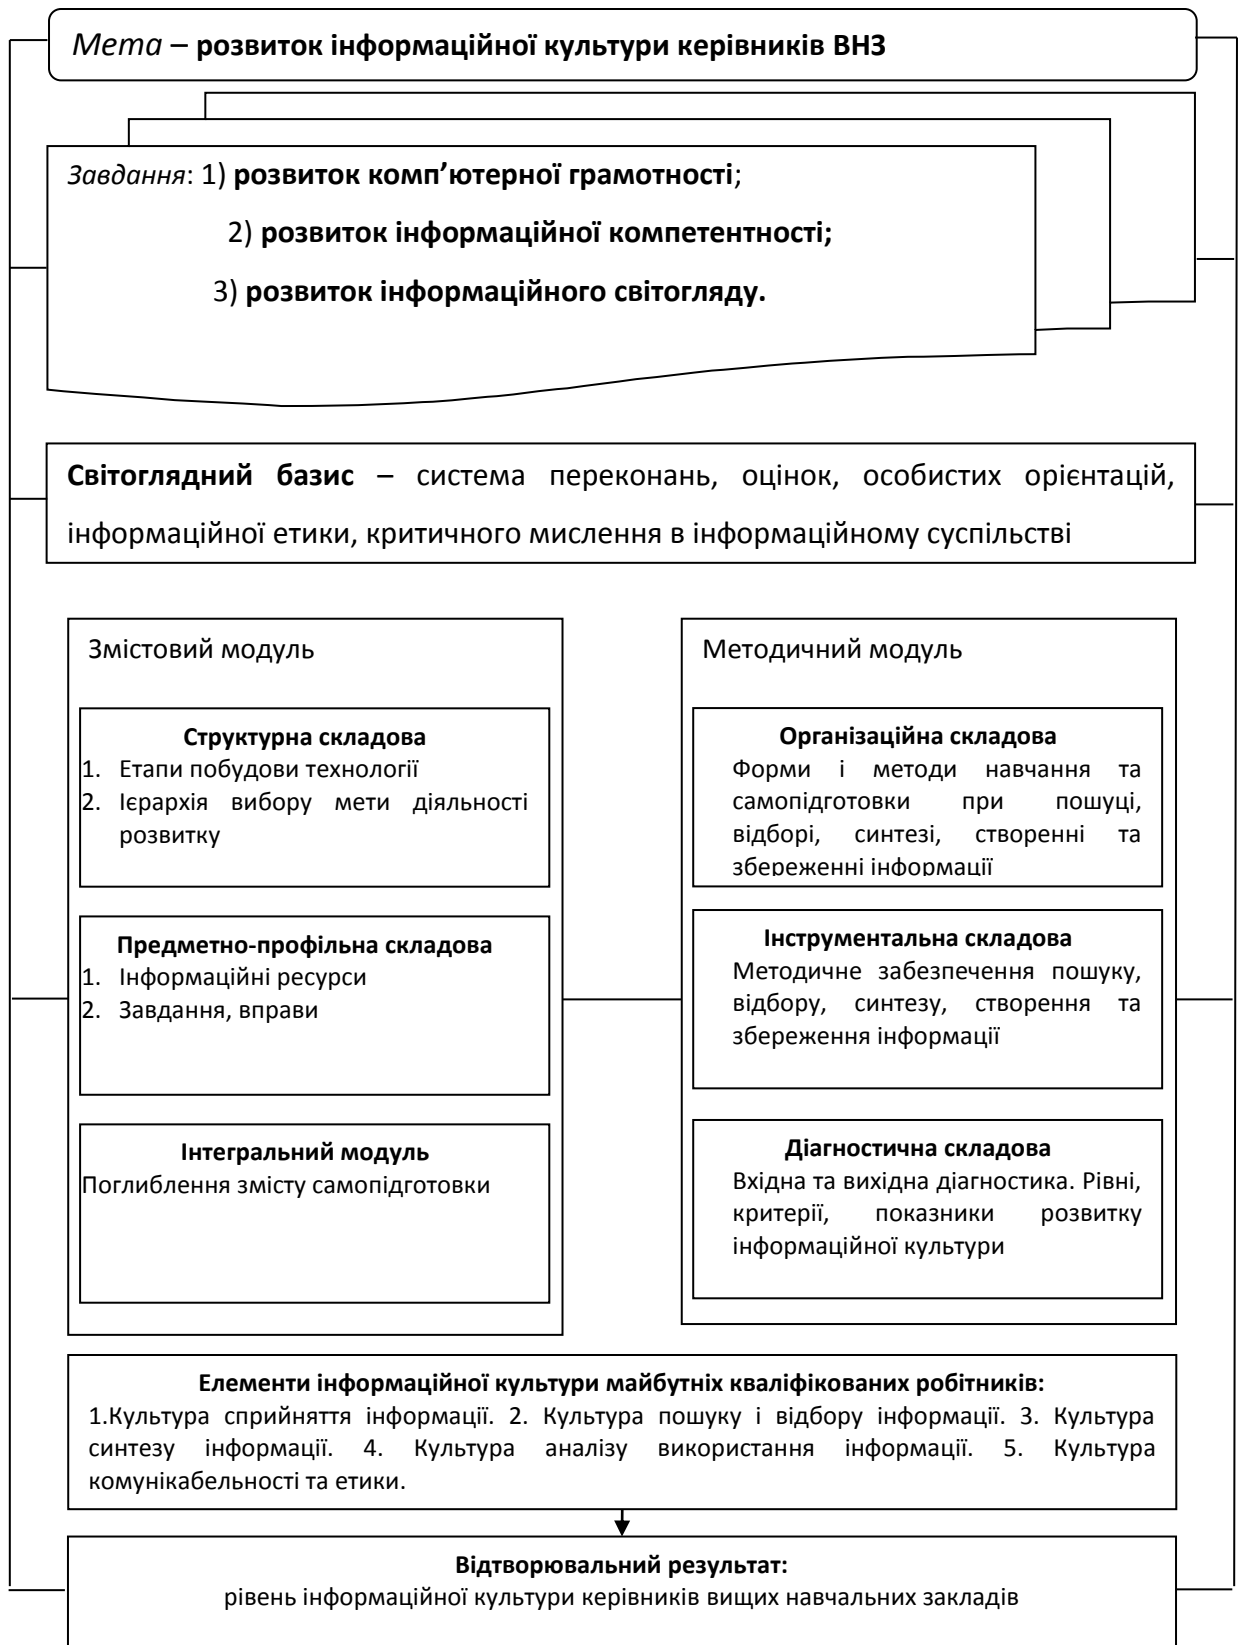 Мета – розвиток інформаційної культури керівників ВНЗ
Завдання: 1) розвиток комп’ютерної грамотності;
2) розвиток інформаційної компетентності;
3) розвиток інформаційного світогляду.
Світоглядний базис – система переконань, оцінок, особистих орієнтацій,
інформаційної етики, критичного мислення в інформаційному суспільстві
Змістовий модуль
Структурна складова
1. Етапи побудови технології
2. Ієрархія вибору мети діяльності
розвитку
Предметно-профільна складова
1. Інформаційні ресурси
2. Завдання, вправи
Інтегральний модуль
Поглиблення змісту самопідготовки
Методичний модуль
Організаційна складова
Форми і методи навчання та
самопідготовки при пошуці,
відборі, синтезі, створенні та
збереженні інформації
Інструментальна складова
Методичне забезпечення пошуку,
відбору, синтезу, створення та
збереження інформації
Діагностична складова
Вхідна та вихідна діагностика. Рівні,
критерії, показники розвитку
інформаційної культури
Елементи інформаційної культури майбутніх кваліфікованих робітників:
1.Культура сприйняття інформації. 2. Культура пошуку і відбору інформації. 3. Культура
синтезу інформації. 4. Культура аналізу використання інформації. 5. Культура
комунікабельності та етики.
Відтворювальний результат:
рівень інформаційної культури керівників вищих навчальних закладів